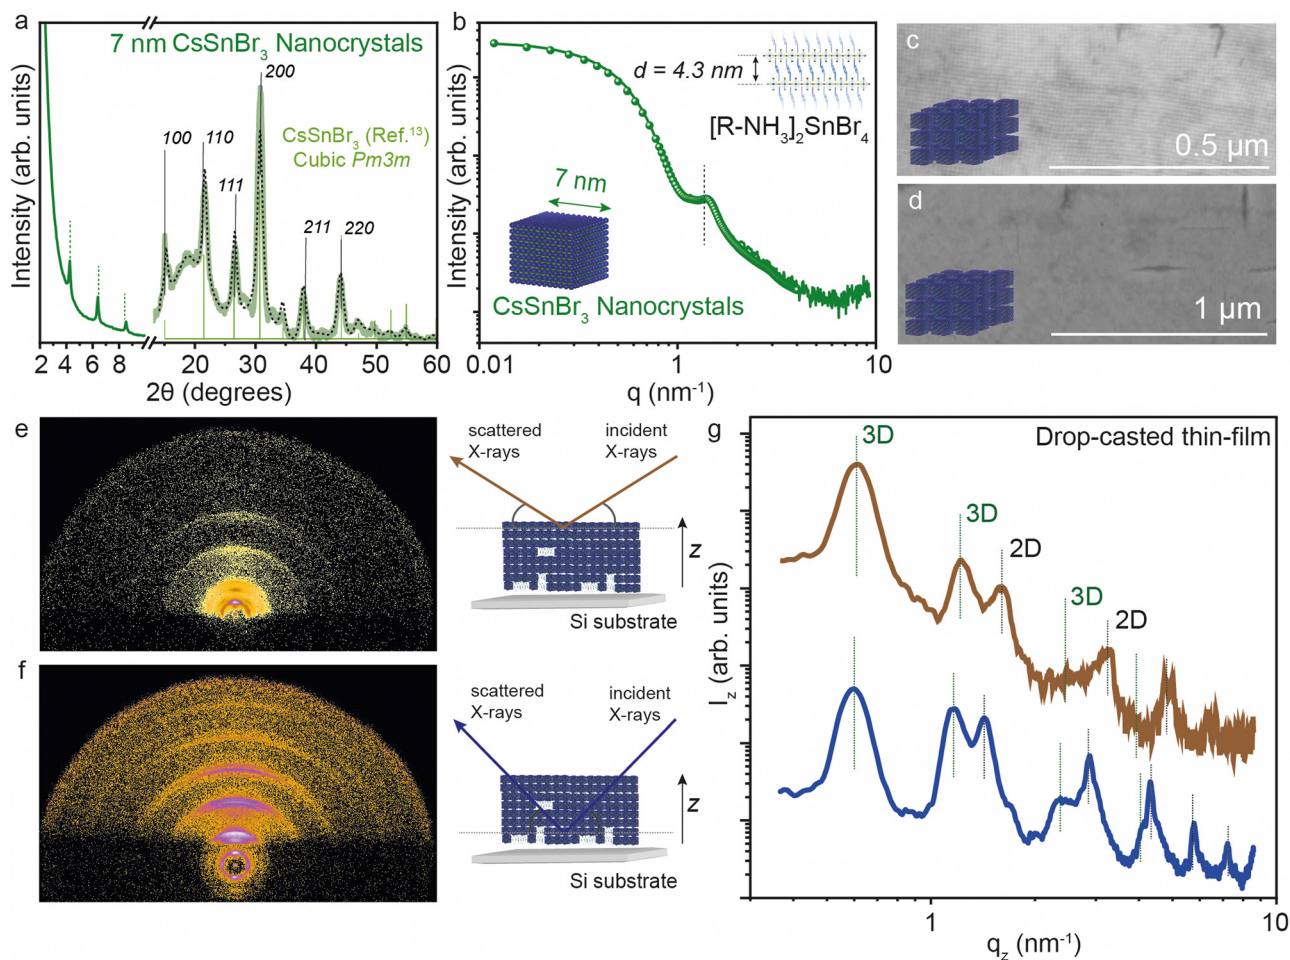 a
7 nm CsSnBr₃ Nanocrystals
200
100
110
111
211
220
CsSnBr₃ (Ref.¹³)
Cubic Pm3m
Intensity (arb. units)
2 4 6 8 20 30 40 50 60
2θ (degrees)
b
d = 4.3 nm
[R-NH₃]₂SnBr₄
7 nm
CsSnBr₃ Nanocrystals
Intensity (arb. units)
0.01 1 10
q (nm⁻¹)
c
0.5 μm
d
1 μm
e
scattered
X-rays
incident
X-rays
z
Si substrate
f
scattered
X-rays
incident
X-rays
z
Si substrate
g
Drop-casted thin-film
3D
3D
2D
3D
2D
I_z (arb. units)
1 10
q_z (nm⁻¹)